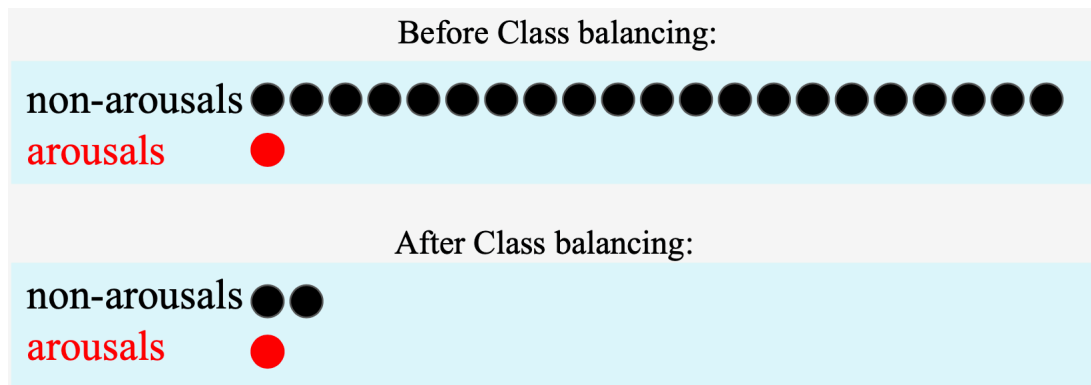 Before Class balancing:
non-arousals
arousals
After Class balancing:
non-arousals
arousals